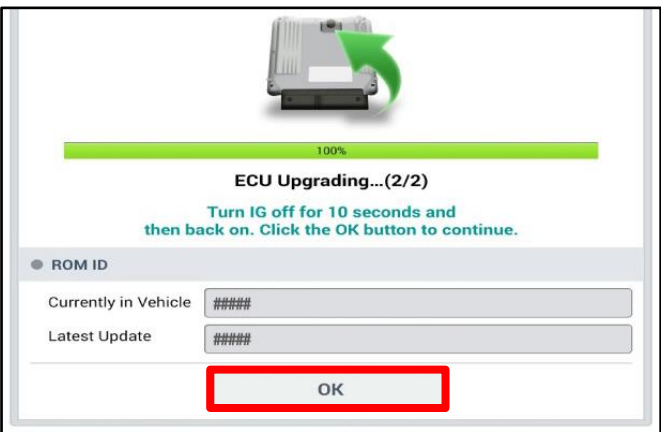 100%
ECU Upgrading...(2/2)
Turn IG off for 10 seconds and
then back on. Click the OK button to continue.
ROM ID
Currently in Vehicle #####
Latest Update #####
OK